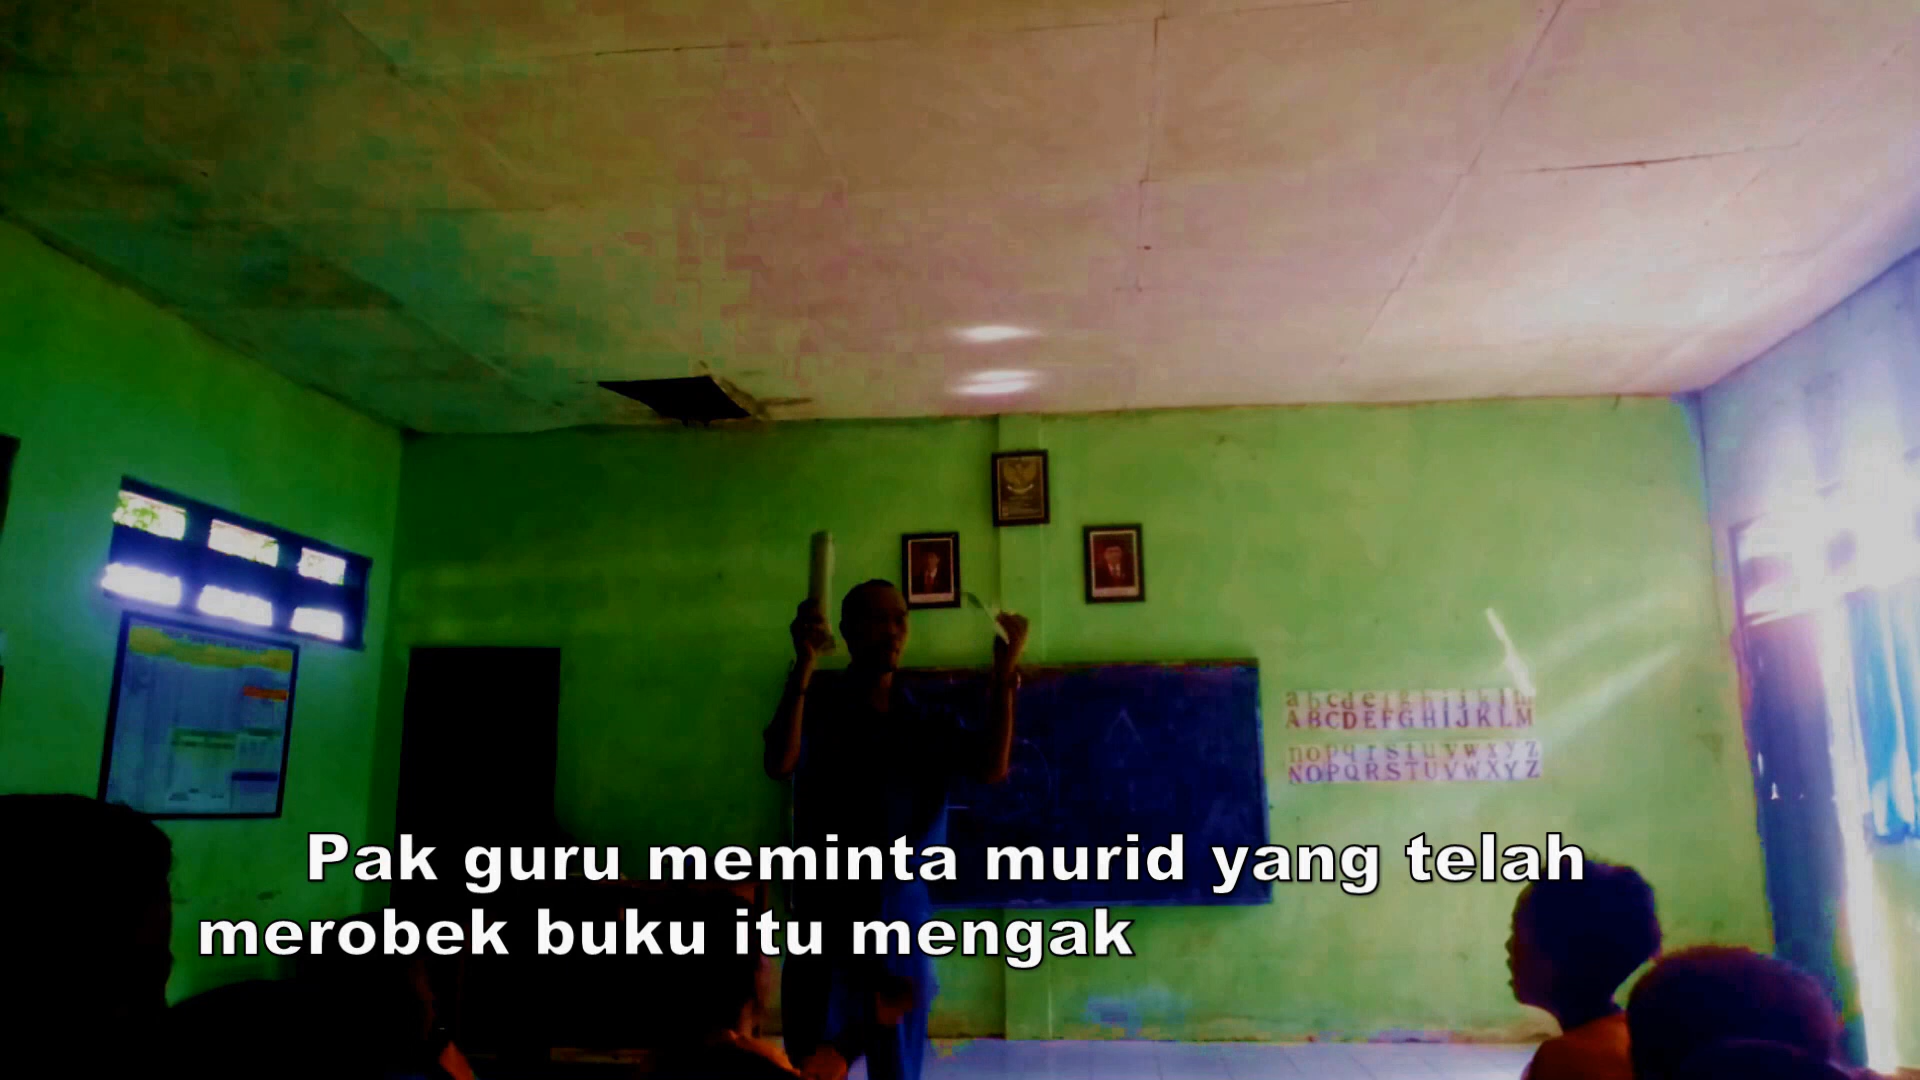 a b c d e f g h i j k l m
A B C D E F G H I J K L M
n o p q r s t u v w x y z
N O P Q R S T U V W X Y Z
Pak guru meminta murid yang telah
merobek buku itu mengak